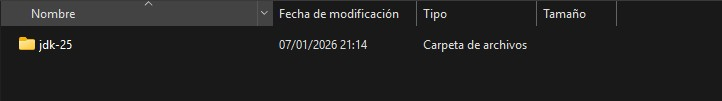 Nombre Fecha de modificación Tipo Tamaño
jdk-25 07/01/2026 21:14 Carpeta de archivos